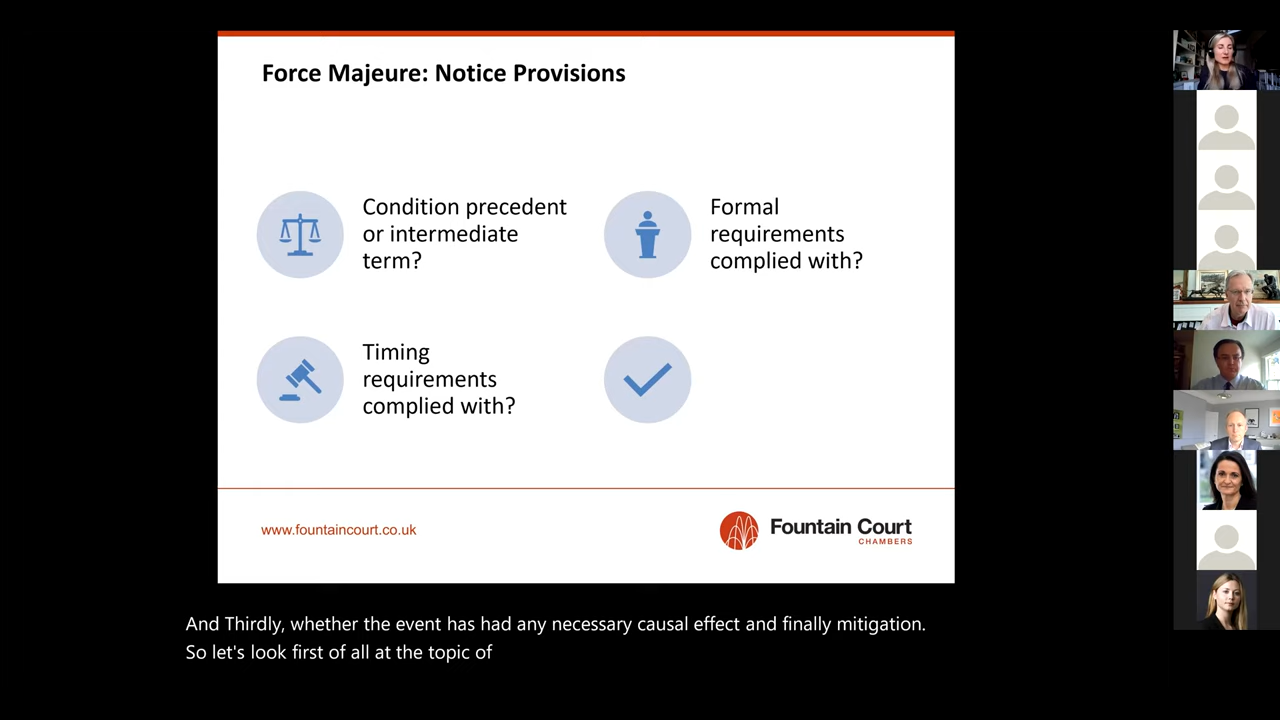 Force Majeure: Notice Provisions
Condition precedent
or intermediate
term?
Formal
requirements
complied with?
Timing
requirements
complied with?
www.fountaincourt.co.uk
Fountain Court
CHAMBERS
And Thirdly, whether the event has had any necessary causal effect and finally mitigation.
So let's look first of all at the topic of